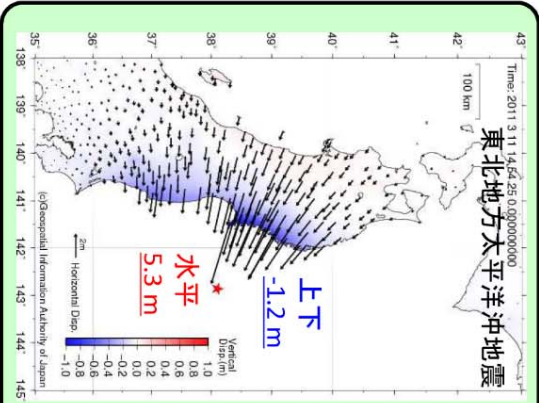 Time: 2011 3 11 14 54 25 0.000000000
東北地方太平洋沖地震
100 km
43°
42°
41°
40°
39°
38°
37°
36°
35°
138°
139°
140°
141°
142°
143°
144°
145°
上下
-1.2 m
水平
5.3 m
Vertical
Disp.(m)
1.0
0.8
0.6
0.4
0.2
0.0
-0.2
-0.4
-0.6
-0.8
-1.0
2m
Horizontal Disp.
(c)Geospatial Information Authority of Japan